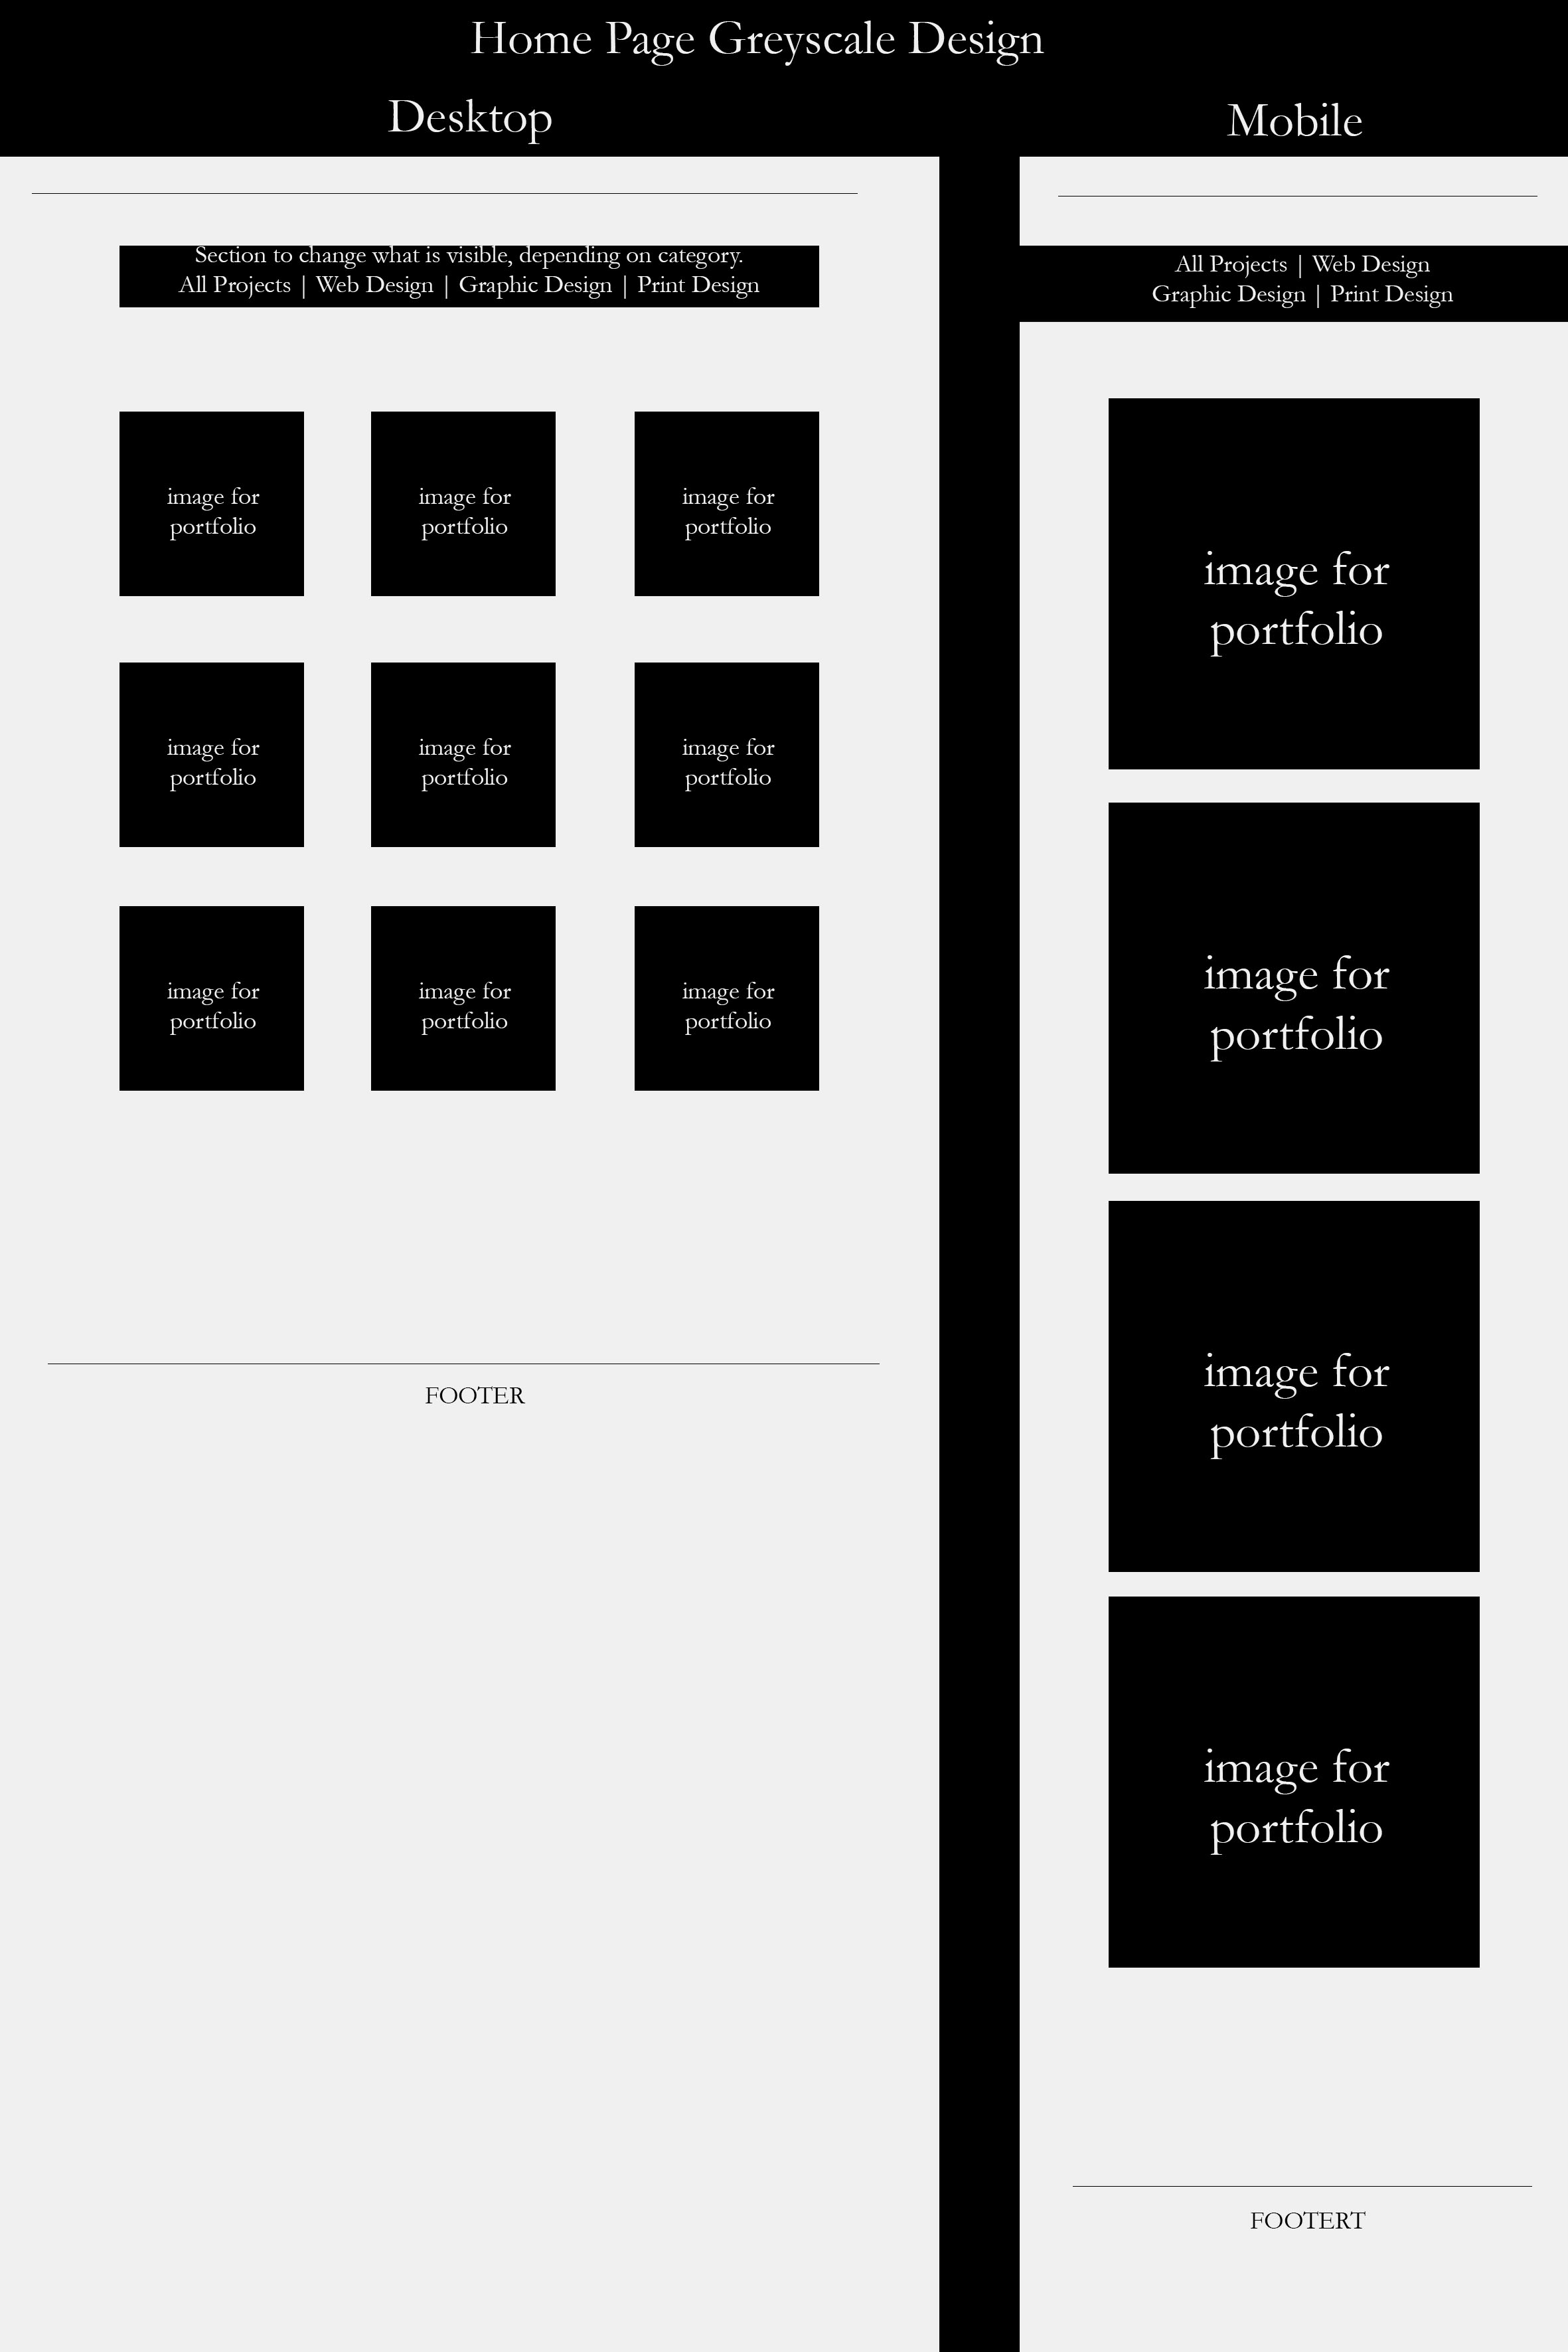 Home Page Greyscale Design
Desktop
Mobile
Section to change what is visible, depending on category.
All Projects | Web Design | Graphic Design | Print Design
image for
portfolio
image for
portfolio
image for
portfolio
image for
portfolio
image for
portfolio
image for
portfolio
image for
portfolio
image for
portfolio
image for
portfolio
FOOTER
All Projects | Web Design
Graphic Design | Print Design
image for
portfolio
image for
portfolio
image for
portfolio
image for
portfolio
FOOTERT